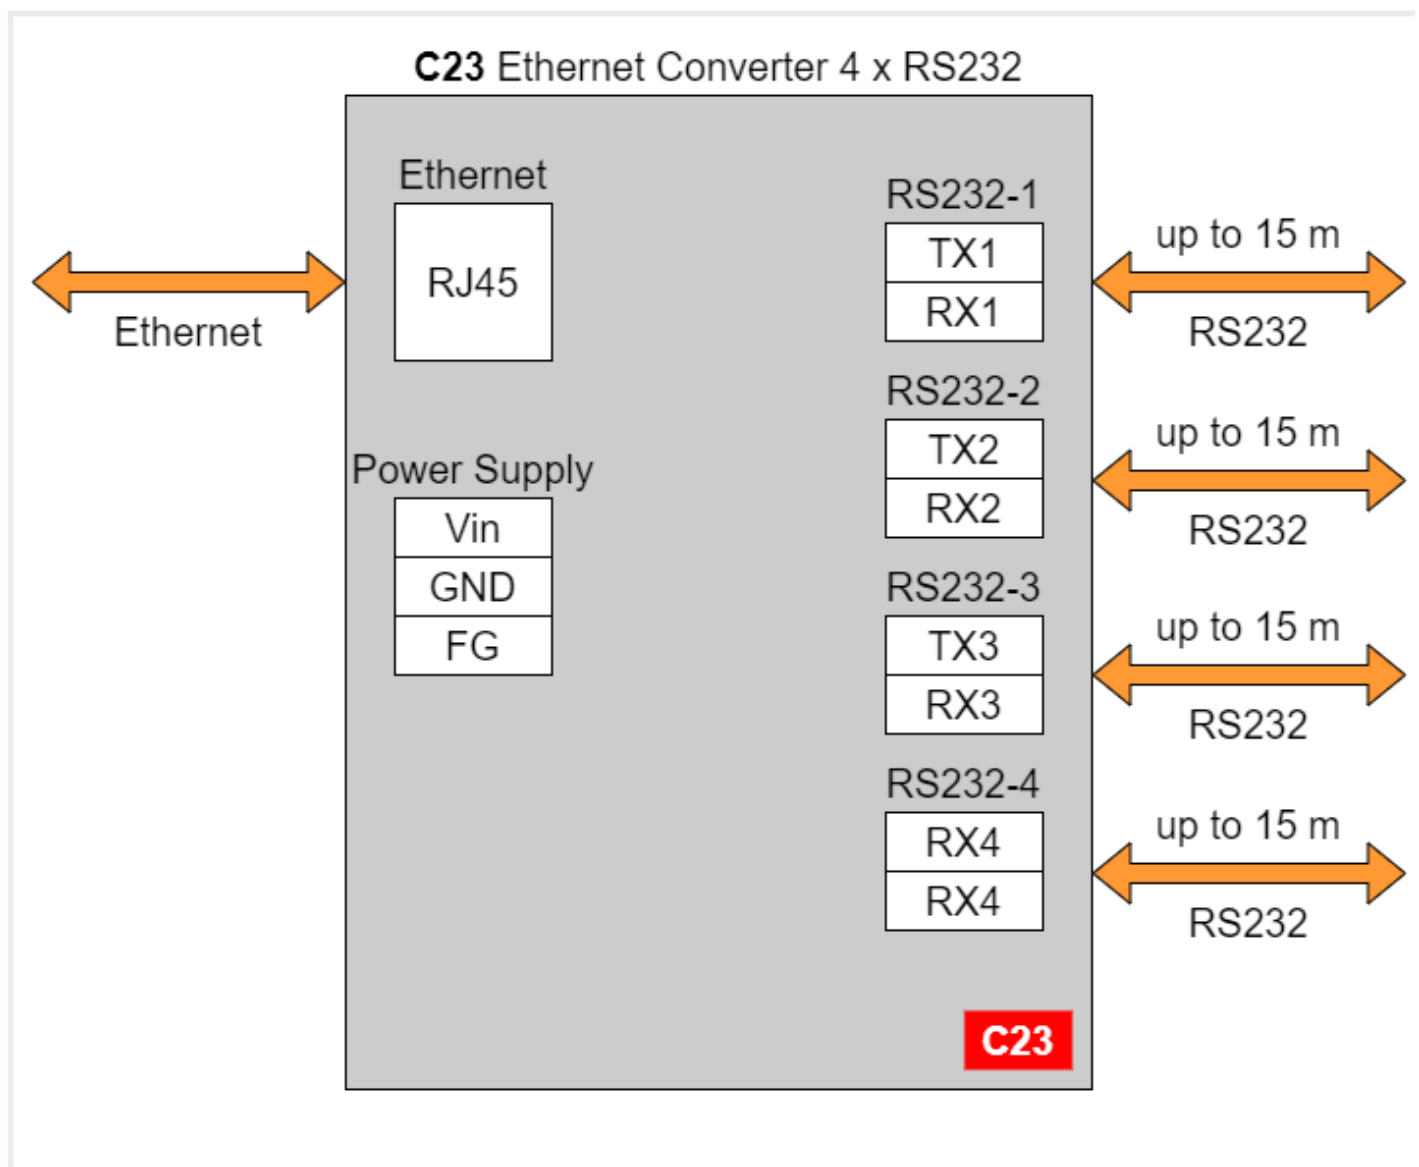 C23 Ethernet Converter 4 x RS232
Ethernet
RJ45
Ethernet
Power Supply
Vin
GND
FG
RS232-1
TX1
RX1
up to 15 m
RS232
RS232-2
TX2
RX2
up to 15 m
RS232
RS232-3
TX3
RX3
up to 15 m
RS232
RS232-4
RX4
RX4
up to 15 m
RS232
C23